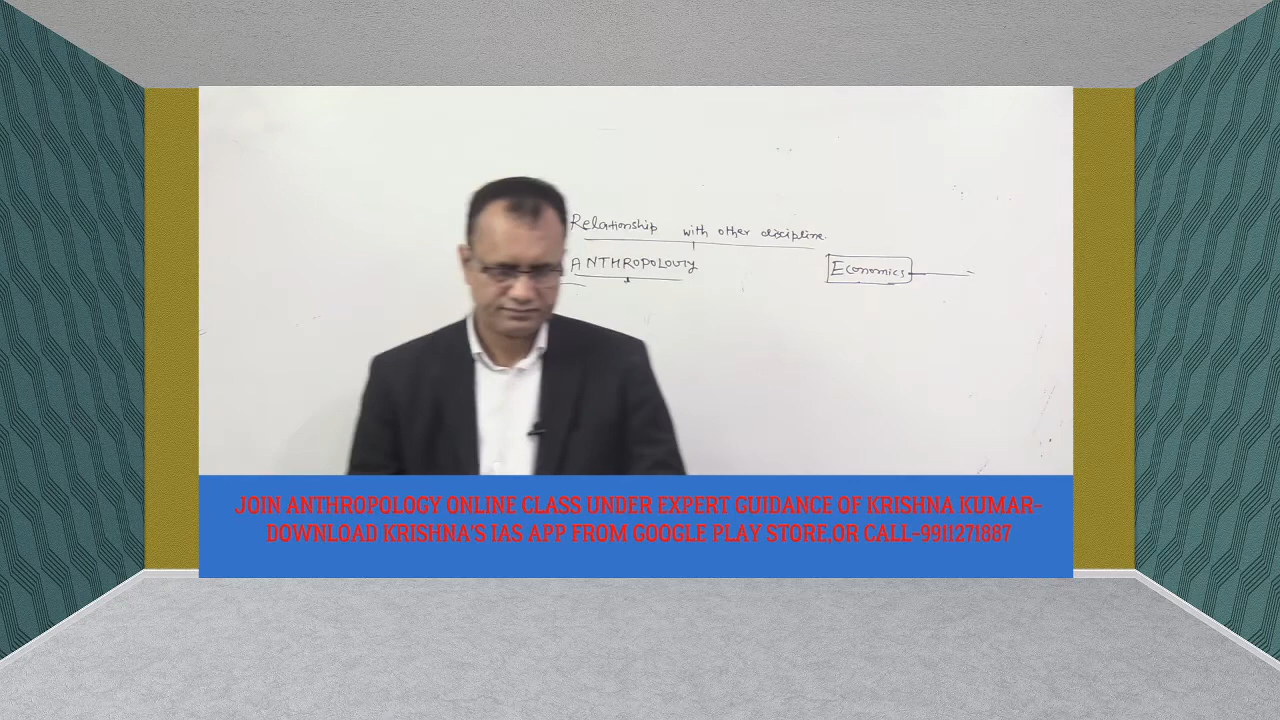 Relationship with other discipline.
ANTHROPOLOGY
Economics
JOIN ANTHROPOLOGY ONLINE CLASS UNDER EXPERT GUIDANCE OF KRISHNA KUMAR-
DOWNLOAD KRISHNA'S IAS APP FROM GOOGLE PLAY STORE,OR CALL-9911271887